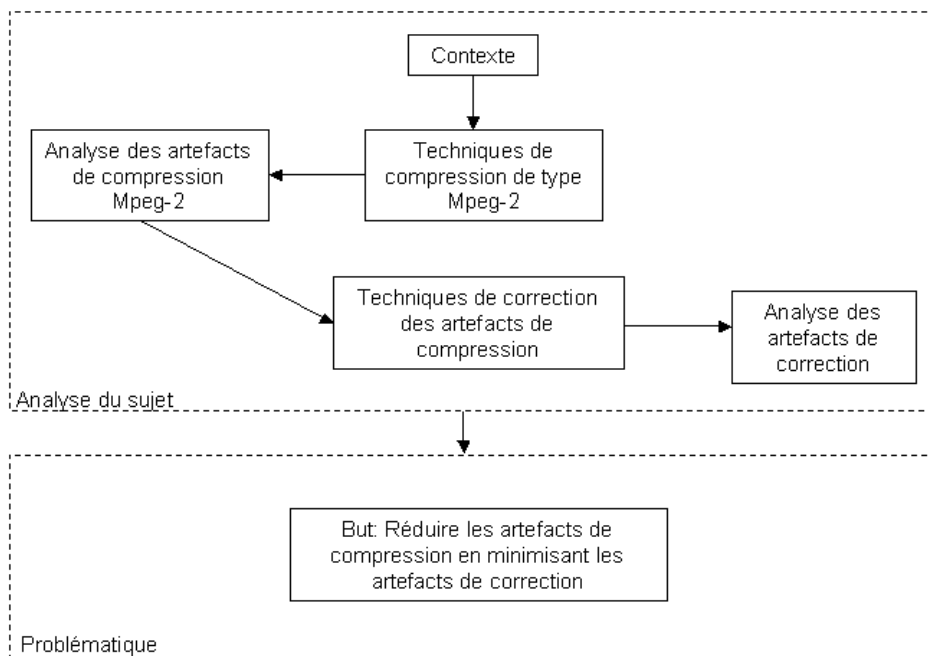 Contexte
Techniques de
compression de type
Mpeg-2
Analyse des artefacts
de compression
Mpeg-2
Techniques de correction
des artefacts de
compression
Analyse des
artefacts de
correction
Analyse du sujet
But: Réduire les artefacts de
compression en minimisant les
artefacts de correction
Problématique